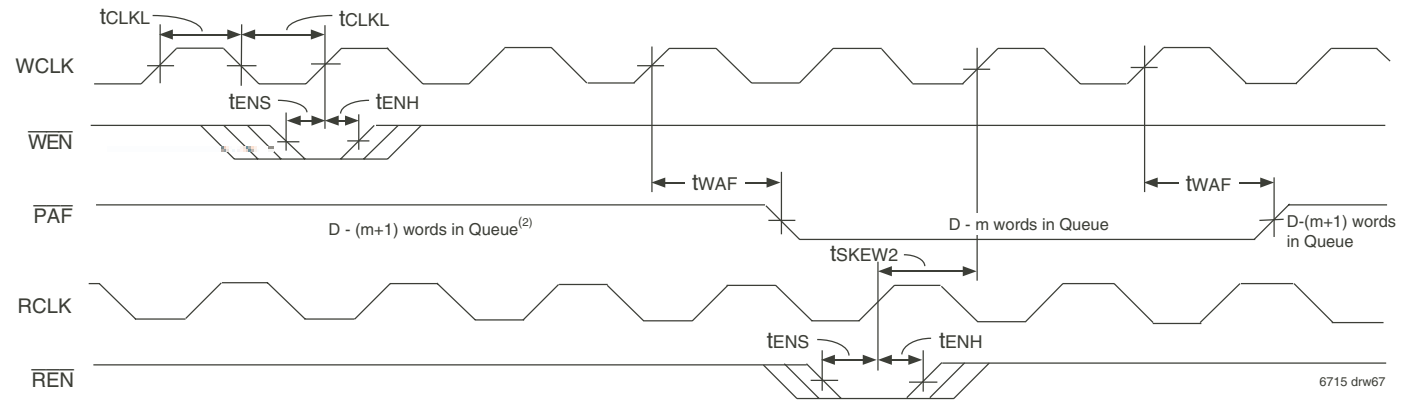 tCLKL tCLKL
WCLK
tENS tENH
WEN
tWAF tWAF
PAF
D - (m+1) words in Queue(2) D - m words in Queue D-(m+1) words
in Queue
tSKEW2
RCLK
tENS tENH
REN
6715 drw67